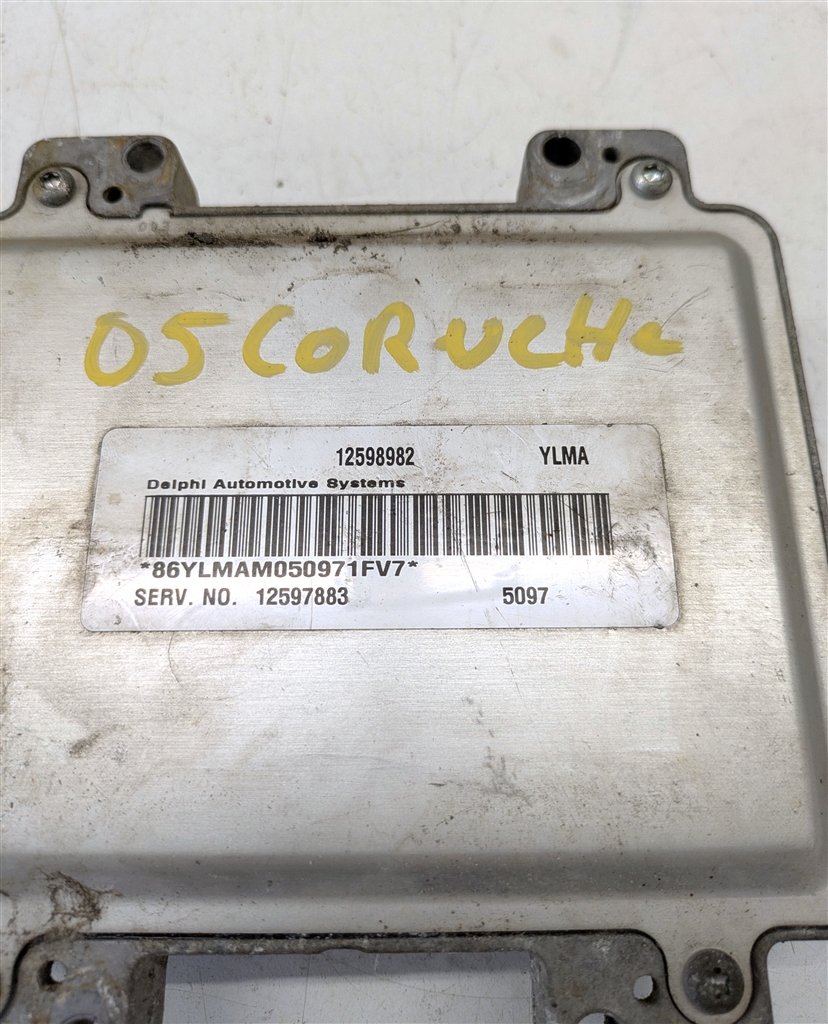 05 CORUCHE
12598982 YLMA
Delphi Automotive Systems
*86YLMAM050971FV7*
SERV. NO. 12597883 5097